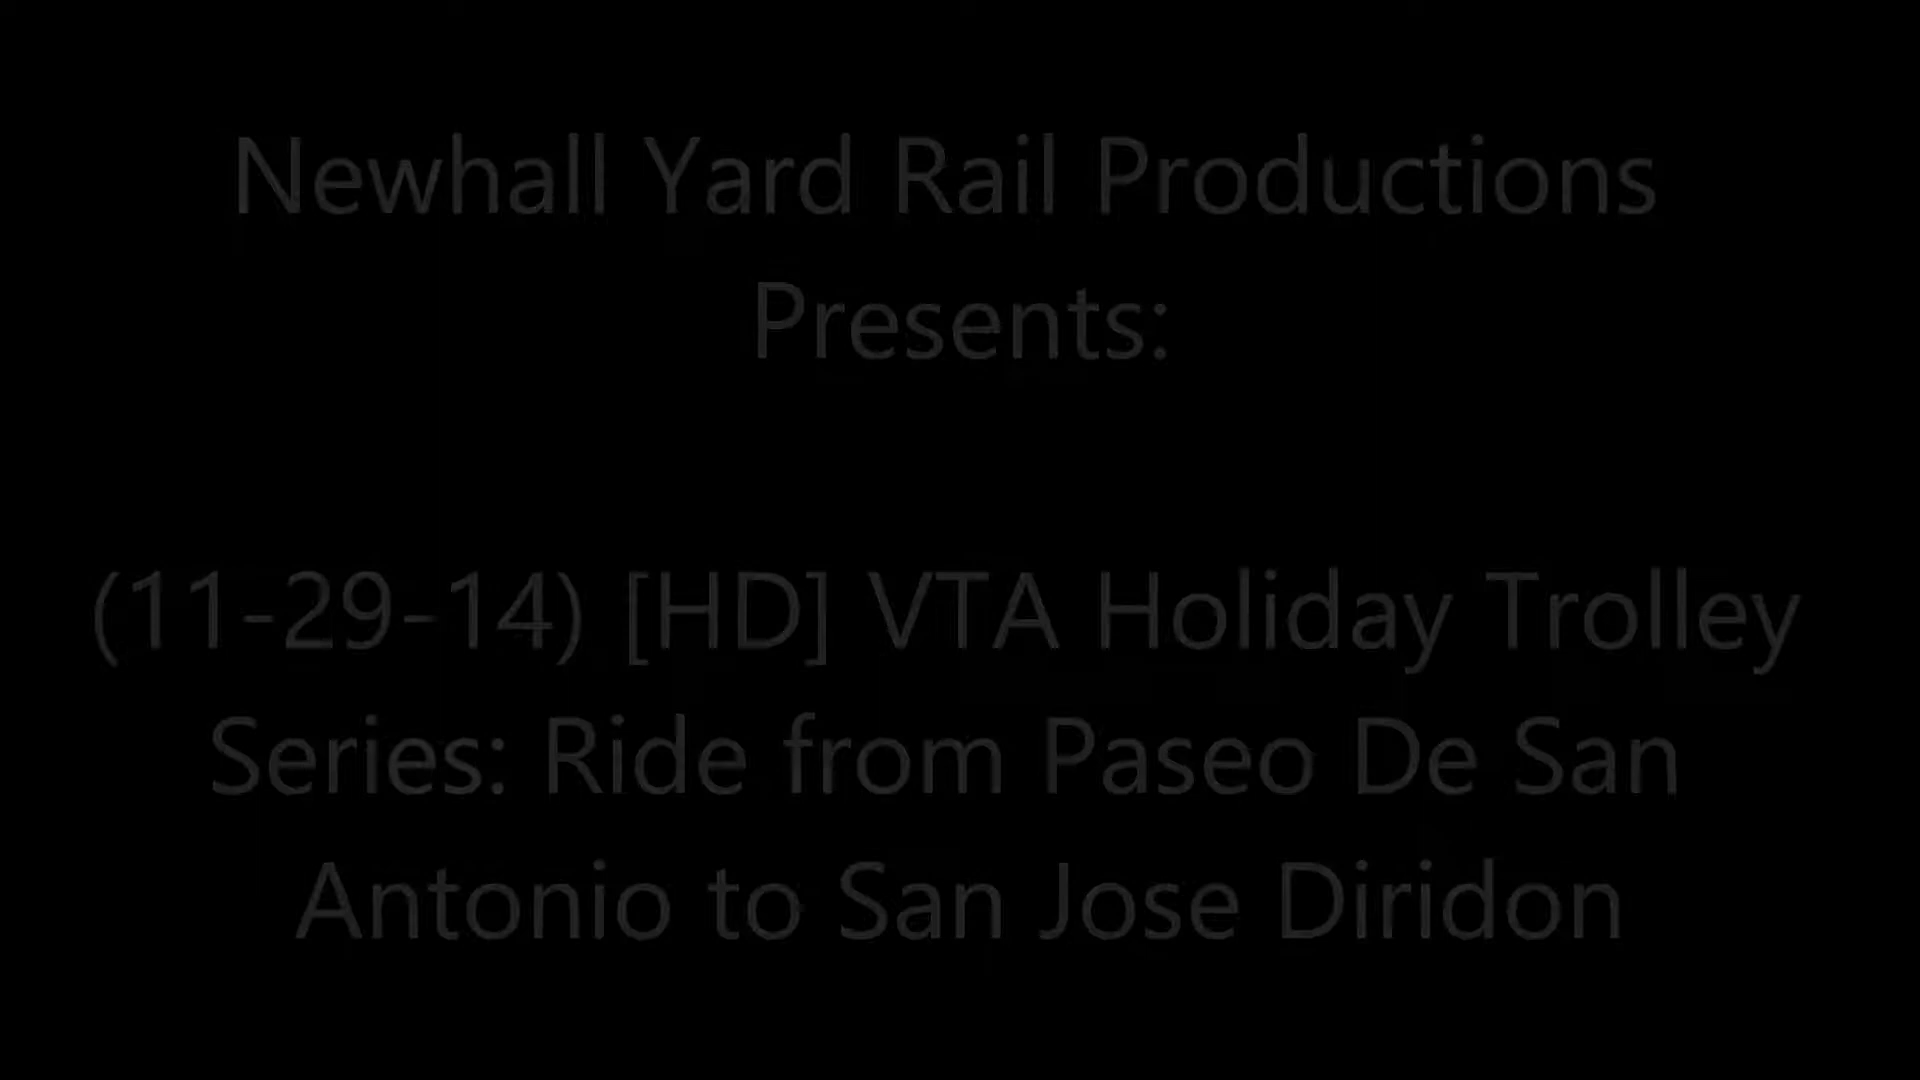 Newhall Yard Rail Productions
Presents:
(11-29-14) [HD] VTA Holiday Trolley
Series: Ride from Paseo De San
Antonio to San Jose Diridon